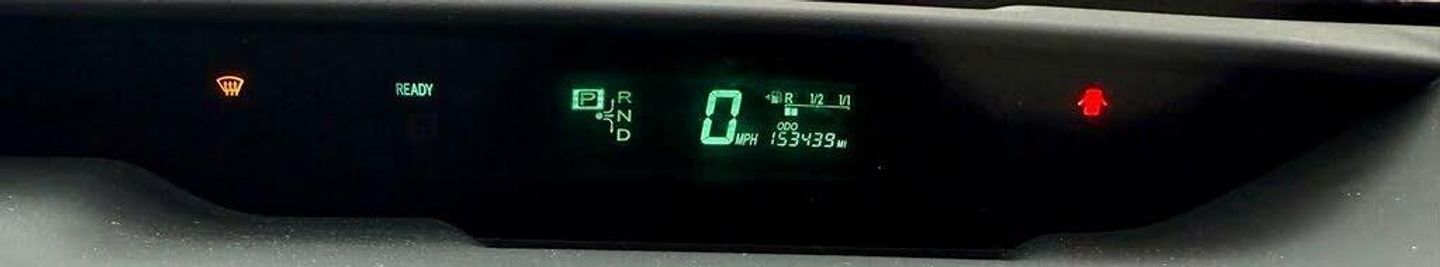 READY
P
R
N
D
0 MPH
R 1/2 1/1
ODO
153439 MI